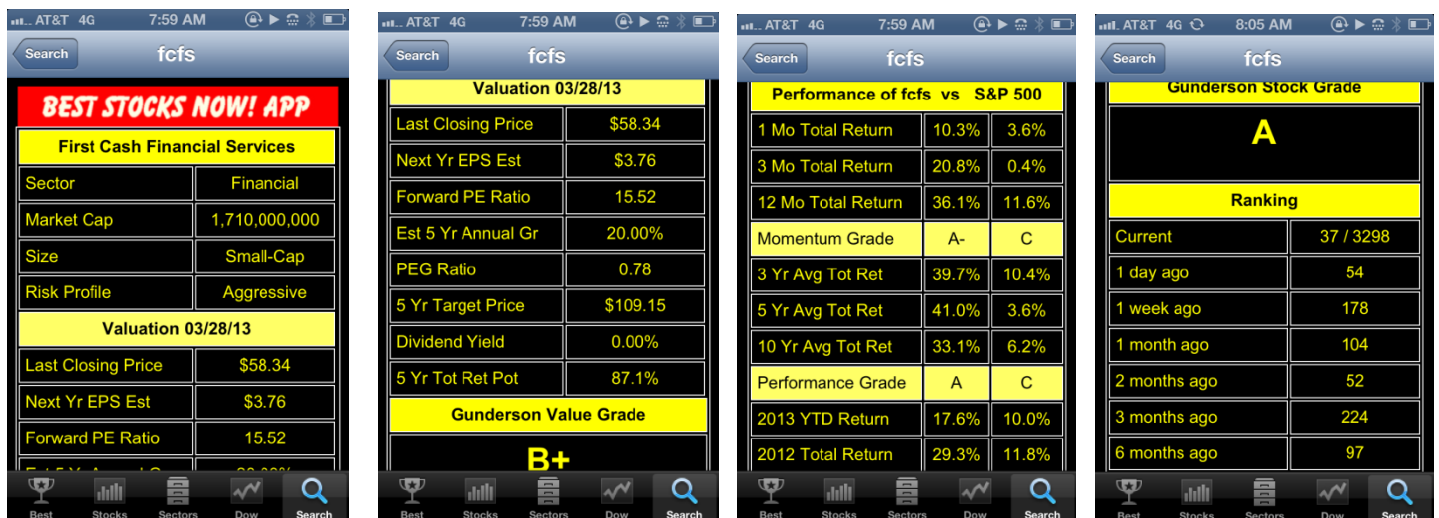 AT&T 4G 7:59 AM
Search fcfs
BEST STOCKS NOW! APP
First Cash Financial Services
Sector Financial
Market Cap 1,710,000,000
Size Small-Cap
Risk Profile Aggressive
Valuation 03/28/13
Last Closing Price $58.34
Next Yr EPS Est $3.76
Forward PE Ratio 15.52
Best Stocks Sectors Dow Search
AT&T 4G 7:59 AM
Search fcfs
Valuation 03/28/13
Last Closing Price $58.34
Next Yr EPS Est $3.76
Forward PE Ratio 15.52
Est 5 Yr Annual Gr 20.00%
PEG Ratio 0.78
5 Yr Target Price $109.15
Dividend Yield 0.00%
5 Yr Tot Ret Pot 87.1%
Gunderson Value Grade
B+
Best Stocks Sectors Dow Search
AT&T 4G 7:59 AM
Search fcfs
Performance of fcfs vs S&P 500
1 Mo Total Return 10.3% 3.6%
3 Mo Total Return 20.8% 0.4%
12 Mo Total Return 36.1% 11.6%
Momentum Grade A- C
3 Yr Avg Tot Ret 39.7% 10.4%
5 Yr Avg Tot Ret 41.0% 3.6%
10 Yr Avg Tot Ret 33.1% 6.2%
Performance Grade A C
2013 YTD Return 17.6% 10.0%
2012 Total Return 29.3% 11.8%
Best Stocks Sectors Dow Search
AT&T 4G 8:05 AM
Search fcfs
Gunderson Stock Grade
A
Ranking
Current 37 / 3298
1 day ago 54
1 week ago 178
1 month ago 104
2 months ago 52
3 months ago 224
6 months ago 97
Best Stocks Sectors Dow Search